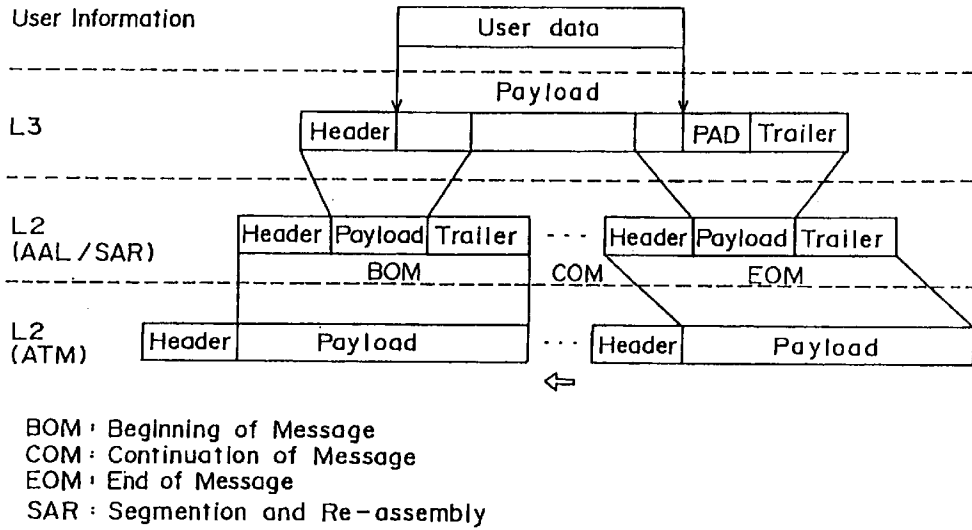 User Information
User data
Payload
L3
Header
PAD
Trailer
L2
(AAL/SAR)
Header
Payload
Trailer
...
Header
Payload
Trailer
BOM
COM
EOM
L2
(ATM)
Header
Payload
...
Header
Payload
BOM : Beginning of Message
COM : Continuation of Message
EOM : End of Message
SAR : Segmention and Re-assembly